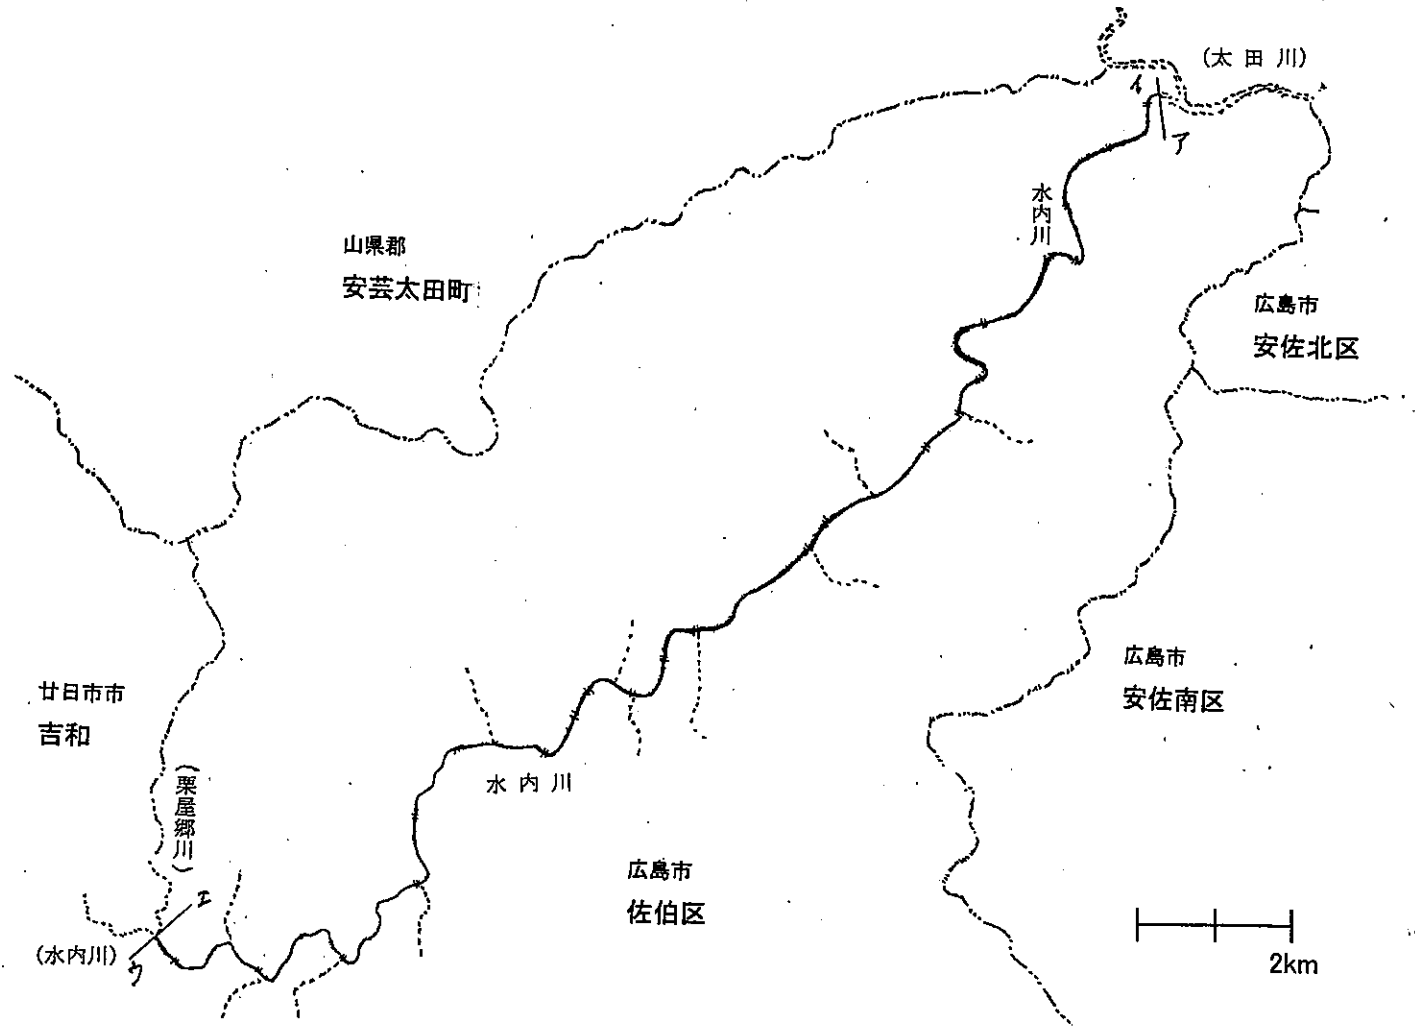 (太田川)
イ
ア
水内川
山県郡
安芸太田町
広島市
安佐北区
広島市
安佐南区
廿日市市
吉和
(栗屋郷川)
水内川
広島市
佐伯区
エ
(水内川)
ウ
2km